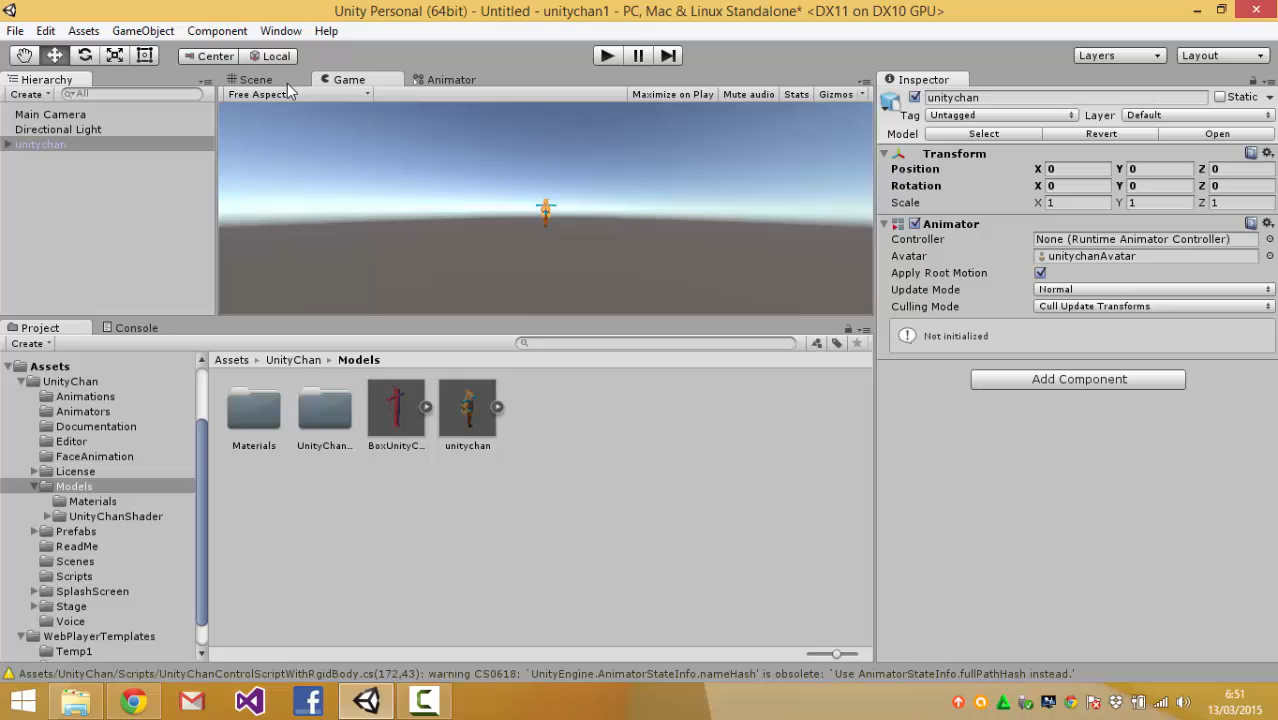 Unity Personal (64bit) - Untitled - unitychan1 - PC, Mac & Linux Standalone* <DX11 on DX10 GPU>
File Edit Assets GameObject Component Window Help
Center Local Layers Layout
Hierarchy Scene Game Animator Inspector
Create All Free Aspect Maximize on Play Mute audio Stats Gizmos unitychan Static
Main Camera Tag Untagged Layer Default
Directional Light Model Select Revert Open
unitychan Transform
Position X 0 Y 0 Z 0
Rotation X 0 Y 0 Z 0
Scale X 1 Y 1 Z 1
Animator
Controller None (Runtime Animator Controller)
Avatar unitychanAvatar
Apply Root Motion
Update Mode Normal
Culling Mode Cull Update Transforms
Not initialized
Project Console
Create
Assets UnityChan Models
Add Component
Assets
UnityChan
Animations
Animators
Documentation
Editor
FaceAnimation
License
Models
Materials
UnityChanShader
Prefabs
ReadMe
Scenes
Scripts
SplashScreen
Stage
Voice
WebPlayerTemplates
Temp1
Materials UnityChan... BoxUnityC... unitychan
Assets/UnityChan/Scripts/UnityChanControlScriptWithRgidBody.cs(172,43): warning CS0618: `UnityEngine.AnimatorStateInfo.nameHash' is obsolete: `Use AnimatorStateInfo.fullPathHash instead.'
6:51
13/03/2015